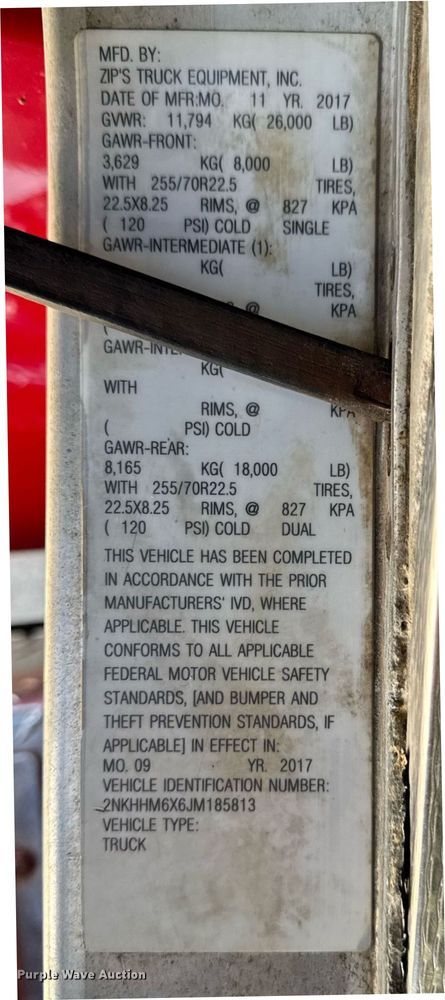 MFD. BY:
ZIP'S TRUCK EQUIPMENT, INC.
DATE OF MFR:MO. 11 YR. 2017
GVWR: 11,794 KG( 26,000 LB)
GAWR-FRONT:
3,629 KG( 8,000 LB)
WITH 255/70R22.5 TIRES,
22.5X8.25 RIMS, @ 827 KPA
( 120 PSI) COLD SINGLE
GAWR-INTERMEDIATE (1):
KG( LB)
TIRES,
@ KPA
(
KG(
WITH
RIMS, @ KPA
( PSI) COLD
GAWR-REAR:
8,165 KG( 18,000 LB)
WITH 255/70R22.5 TIRES,
22.5X8.25 RIMS, @ 827 KPA
( 120 PSI) COLD DUAL
THIS VEHICLE HAS BEEN COMPLETED
IN ACCORDANCE WITH THE PRIOR
MANUFACTURERS' IVD, WHERE
APPLICABLE. THIS VEHICLE
CONFORMS TO ALL APPLICABLE
FEDERAL MOTOR VEHICLE SAFETY
STANDARDS, [AND BUMPER AND
THEFT PREVENTION STANDARDS, IF
APPLICABLE] IN EFFECT IN:
MO. 09 YR. 2017
VEHICLE IDENTIFICATION NUMBER:
2NKHHM6X6JM185813
VEHICLE TYPE:
TRUCK
Purple Wave Auction